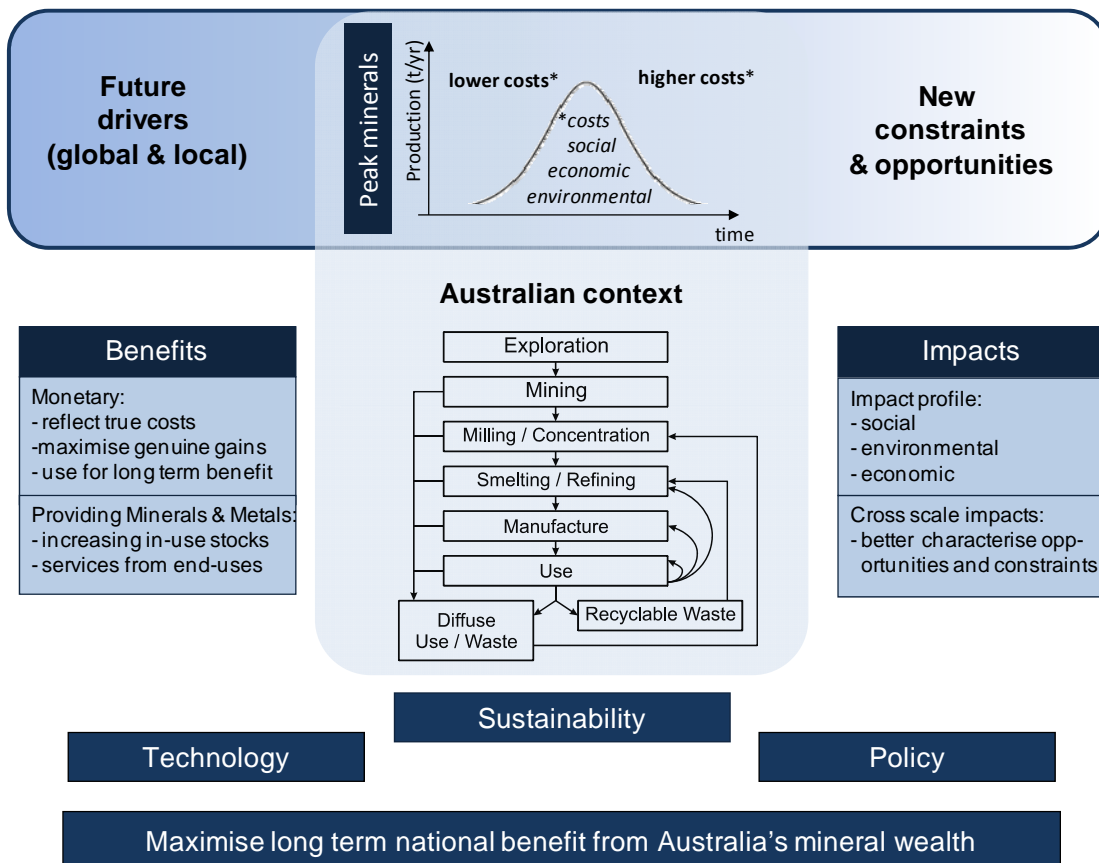 Future
drivers
(global & local)
Peak minerals
Production (t/yr)
lower costs*
higher costs*
*costs
social
economic
environmental
time
New
constraints
& opportunities
Australian context
Benefits
Monetary:
- reflect true costs
-maximise genuine gains
- use for long term benefit
Providing Minerals & Metals:
- increasing in-use stocks
- services from end-uses
Exploration
Mining
Milling / Concentration
Smelting / Refining
Manufacture
Use
Diffuse
Use / Waste
Recyclable Waste
Impacts
Impact profile:
- social
- environmental
- economic
Cross scale impacts:
- better characterise opp-
ortunities and constraints
Sustainability
Technology
Policy
Maximise long term national benefit from Australia's mineral wealth